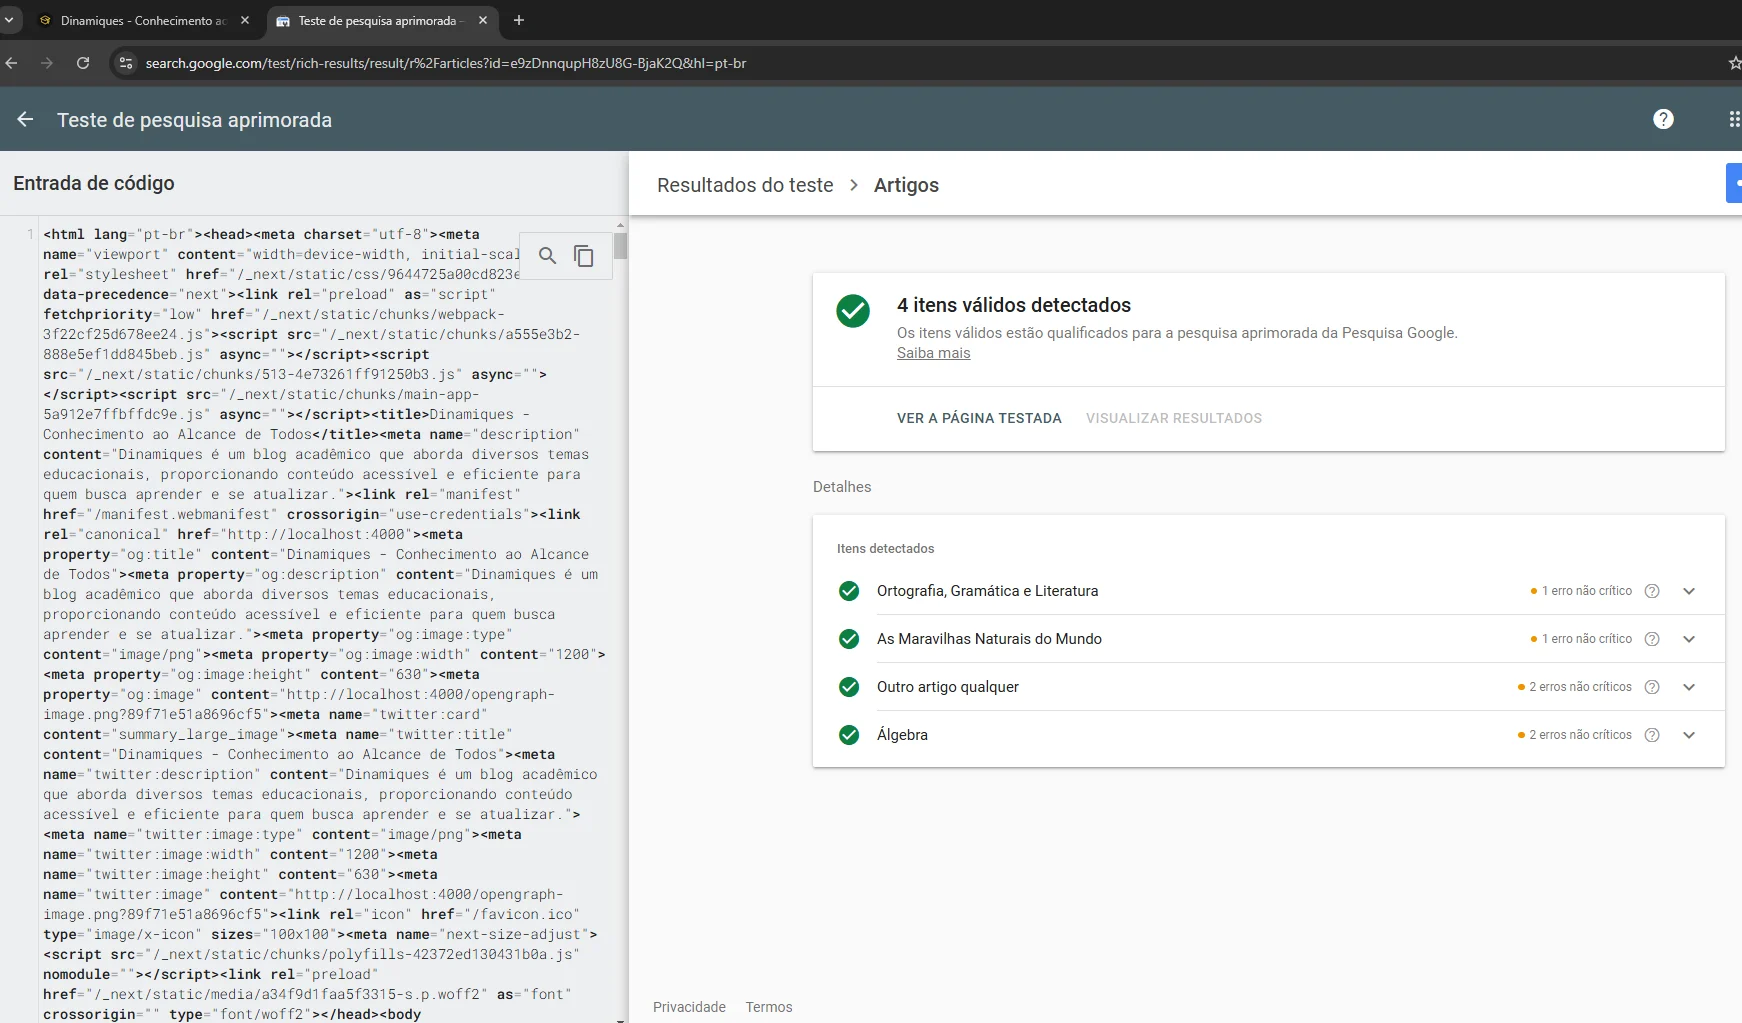 Dinamiques - Conhecimento ao
Teste de pesquisa aprimorada -
search.google.com/test/rich-results/result/r%2Farticles?id=e9zDnnqupH8zU8G-BjaK2Q&hl=pt-br
Teste de pesquisa aprimorada
Entrada de código
1
<html lang="pt-br"><head><meta charset="utf-8"><meta
name="viewport" content="width=device-width, initial-scal
rel="stylesheet" href="/_next/static/css/9644725a00cd823e
data-precedence="next"><link rel="preload" as="script"
fetchpriority="low" href="/_next/static/chunks/webpack-
3f22cf25d678ee24.js"><script src="/_next/static/chunks/a555e3b2-
888e5ef1dd845beb.js" async=""></script><script
src="/_next/static/chunks/513-4e73261ff91250b3.js" async="">
</script><script src="/_next/static/chunks/main-app-
5a912e7ffbffdc9e.js" async=""></script><title>Dinamiques -
Conhecimento ao Alcance de Todos</title><meta name="description"
content="Dinamiques é um blog acadêmico que aborda diversos temas
educacionais, proporcionando conteúdo acessível e eficiente para
quem busca aprender e se atualizar."><link rel="manifest"
href="/manifest.webmanifest" crossorigin="use-credentials"><link
rel="canonical" href="http://localhost:4000"><meta
property="og:title" content="Dinamiques - Conhecimento ao Alcance
de Todos"><meta property="og:description" content="Dinamiques é um
blog acadêmico que aborda diversos temas educacionais,
proporcionando conteúdo acessível e eficiente para quem busca
aprender e se atualizar."><meta property="og:image:type"
content="image/png"><meta property="og:image:width" content="1200">
<meta property="og:image:height" content="630"><meta
property="og:image" content="http://localhost:4000/opengraph-
image.png?89f71e51a8696cf5"><meta name="twitter:card"
content="summary_large_image"><meta name="twitter:title"
content="Dinamiques - Conhecimento ao Alcance de Todos"><meta
name="twitter:description" content="Dinamiques é um blog acadêmico
que aborda diversos temas educacionais, proporcionando conteúdo
acessível e eficiente para quem busca aprender e se atualizar.">
<meta name="twitter:image:type" content="image/png"><meta
name="twitter:image:width" content="1200"><meta
name="twitter:image:height" content="630"><meta
name="twitter:image" content="http://localhost:4000/opengraph-
image.png?89f71e51a8696cf5"><link rel="icon" href="/favicon.ico"
type="image/x-icon" sizes="100x100"><meta name="next-size-adjust">
<script src="/_next/static/chunks/polyfills-42372ed130431b0a.js"
nomodule=""></script><link rel="preload"
href="/_next/static/media/a34f9d1faa5f3315-s.p.woff2" as="font"
crossorigin="" type="font/woff2"></head><body
Resultados do teste
Artigos
4 itens válidos detectados
Os itens válidos estão qualificados para a pesquisa aprimorada da Pesquisa Google.
Saiba mais
VER A PÁGINA TESTADA
VISUALIZAR RESULTADOS
Detalhes
Itens detectados
Ortografia, Gramática e Literatura
1 erro não crítico
As Maravilhas Naturais do Mundo
1 erro não crítico
Outro artigo qualquer
2 erros não críticos
Álgebra
2 erros não críticos
Privacidade
Termos